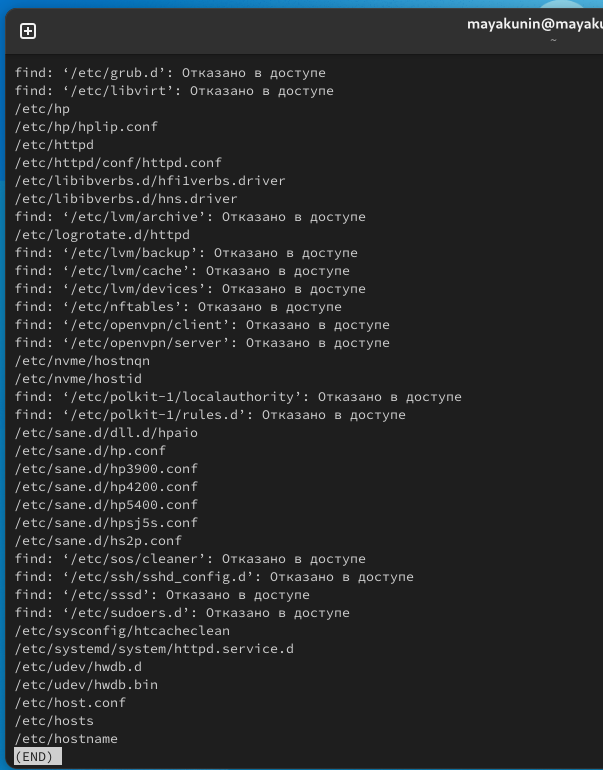 mayakunin@mayaku
~
find: ‘/etc/grub.d’: Отказано в доступе
find: ‘/etc/libvirt’: Отказано в доступе
/etc/hp
/etc/hp/hplip.conf
/etc/httpd
/etc/httpd/conf/httpd.conf
/etc/libibverbs.d/hfi1verbs.driver
/etc/libibverbs.d/hns.driver
find: ‘/etc/lvm/archive’: Отказано в доступе
/etc/logrotate.d/httpd
find: ‘/etc/lvm/backup’: Отказано в доступе
find: ‘/etc/lvm/cache’: Отказано в доступе
find: ‘/etc/lvm/devices’: Отказано в доступе
find: ‘/etc/nftables’: Отказано в доступе
find: ‘/etc/openvpn/client’: Отказано в доступе
find: ‘/etc/openvpn/server’: Отказано в доступе
/etc/nvme/hostnqn
/etc/nvme/hostid
find: ‘/etc/polkit-1/localauthority’: Отказано в доступе
find: ‘/etc/polkit-1/rules.d’: Отказано в доступе
/etc/sane.d/dll.d/hpaio
/etc/sane.d/hp.conf
/etc/sane.d/hp3900.conf
/etc/sane.d/hp4200.conf
/etc/sane.d/hp5400.conf
/etc/sane.d/hpsj5s.conf
/etc/sane.d/hs2p.conf
find: ‘/etc/sos/cleaner’: Отказано в доступе
find: ‘/etc/ssh/sshd_config.d’: Отказано в доступе
find: ‘/etc/sssd’: Отказано в доступе
find: ‘/etc/sudoers.d’: Отказано в доступе
/etc/sysconfig/htcacheclean
/etc/systemd/system/httpd.service.d
/etc/udev/hwdb.d
/etc/udev/hwdb.bin
/etc/host.conf
/etc/hosts
/etc/hostname
(END)